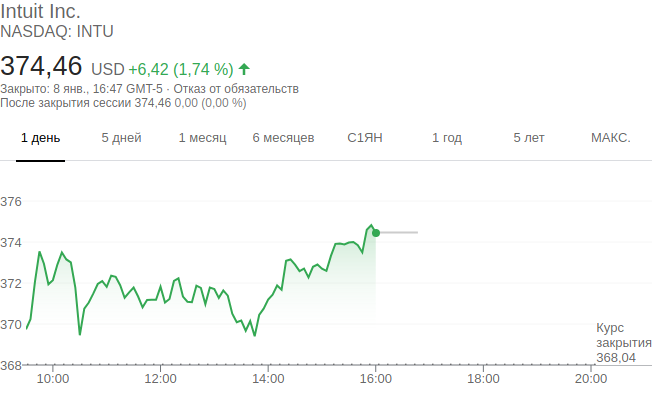 Intuit Inc.
NASDAQ: INTU
374,46 USD +6,42 (1,74 %)
Закрыто: 8 янв., 16:47 GMT-5 · Отказ от обязательств
После закрытия сессии 374,46 0,00 (0,00 %)
1 день 5 дней 1 месяц 6 месяцев С1ЯН 1 год 5 лет МАКС.
376
374
372
370
368
Курс
закрытия
368,04
10:00 12:00 14:00 16:00 18:00 20:00